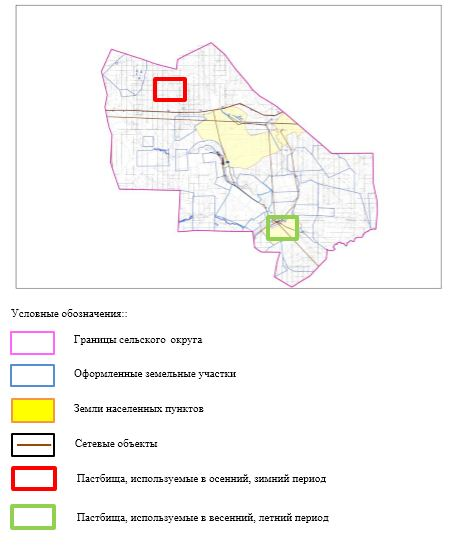 Условные обозначения::
Границы сельского округа
Оформленные земельные участки
Земли населенных пунктов
Сетевые объекты
Пастбища, используемые в осенний, зимний период
Пастбища, используемые в весенний, летний период